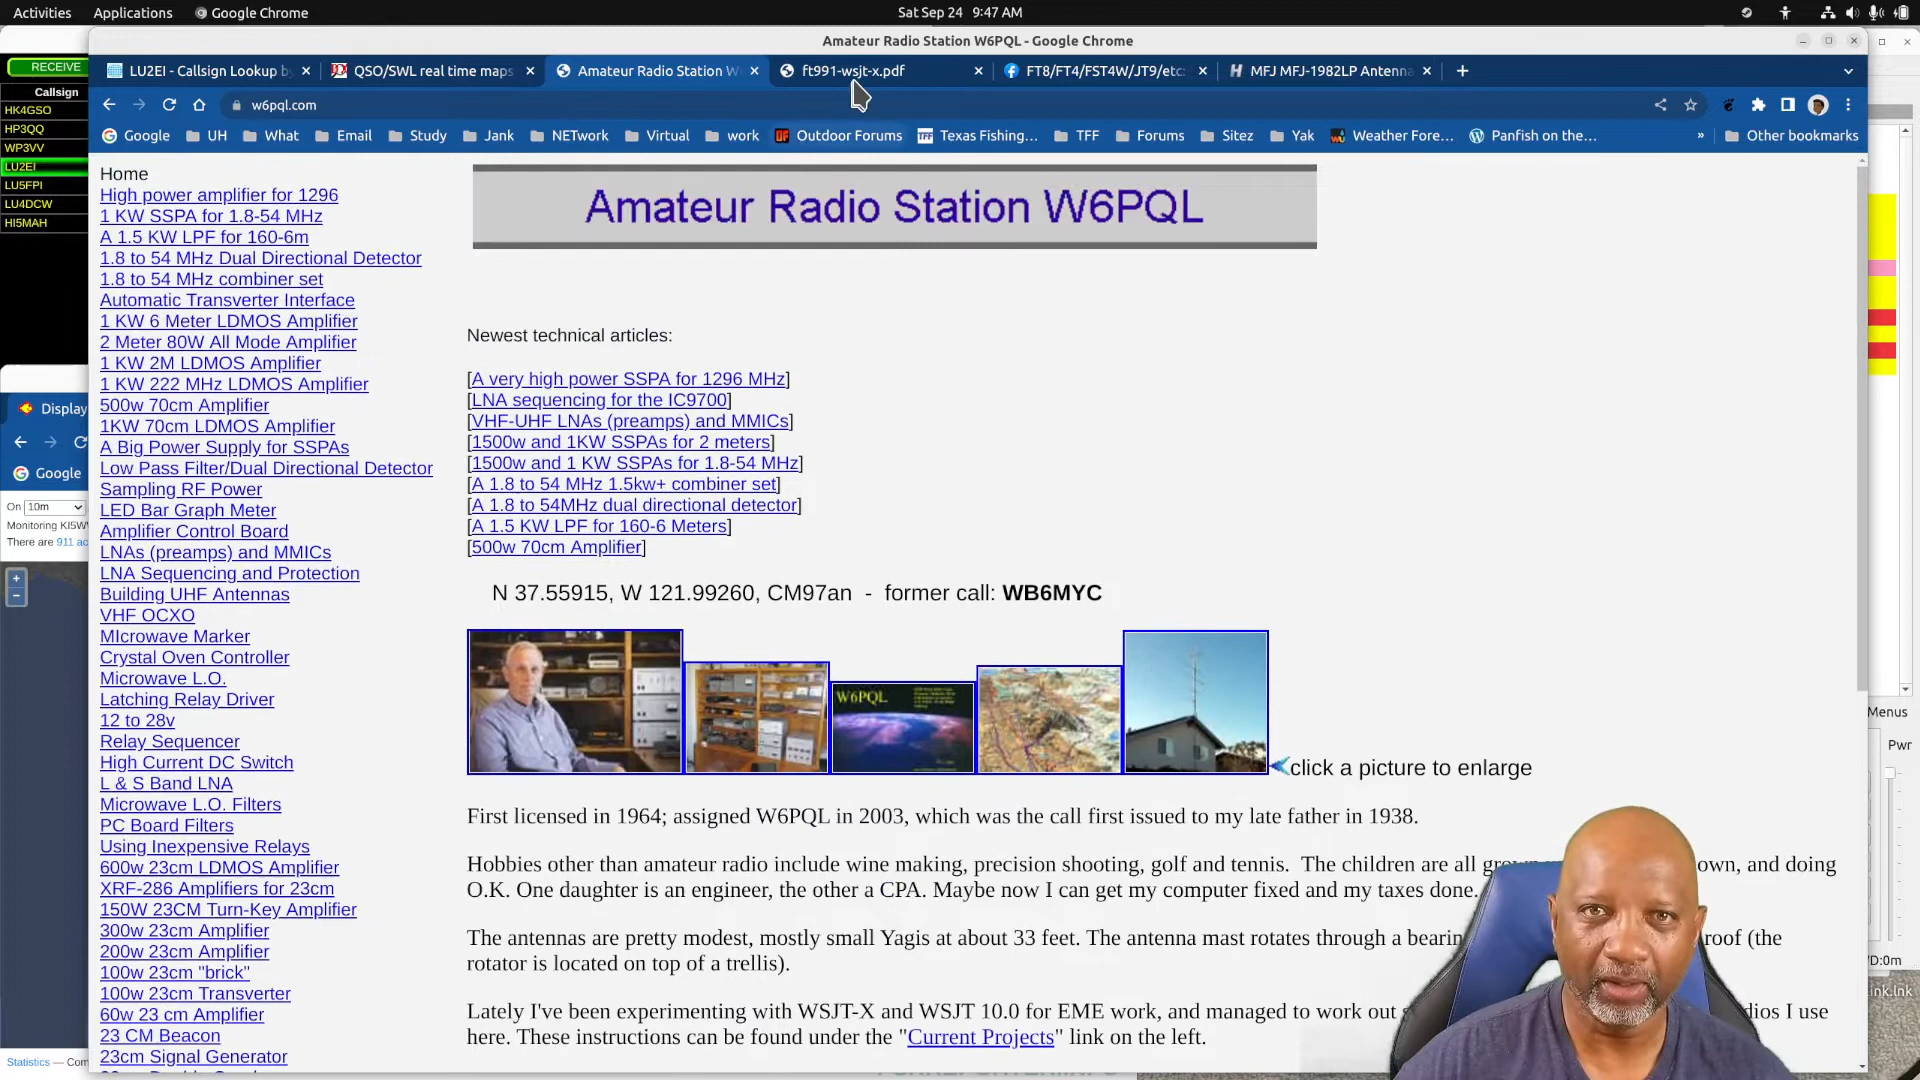 Activities
Applications
Google Chrome
Sat Sep 24 9:47 AM
Amateur Radio Station W6PQL - Google Chrome
LU2EI - Callsign Lookup by
QSO/SWL real time maps
Amateur Radio Station W
ft991-wsjt-x.pdf
FT8/FT4/FST4W/JT9/etc:
MFJ MFJ-1982LP Antenna
w6pql.com
Google
UH
What
Email
Study
Jank
NETwork
Virtual
work
Outdoor Forums
Texas Fishing...
TFF
Forums
Sitez
Yak
Weather Fore...
Panfish on the...
»
Other bookmarks
RECEIVE
Callsign
HK4GSO
HP3QQ
WP3VV
LU2EI
LU5FPI
LU4DCW
HI5MAH
Display
Google
On 10m
Monitoring KI5W
There are 911 ac
+
−
Statistics — Com
Home
High power amplifier for 1296
1 KW SSPA for 1.8-54 MHz
A 1.5 KW LPF for 160-6m
1.8 to 54 MHz Dual Directional Detector
1.8 to 54 MHz combiner set
Automatic Transverter Interface
1 KW 6 Meter LDMOS Amplifier
2 Meter 80W All Mode Amplifier
1 KW 2M LDMOS Amplifier
1 KW 222 MHz LDMOS Amplifier
500w 70cm Amplifier
1KW 70cm LDMOS Amplifier
A Big Power Supply for SSPAs
Low Pass Filter/Dual Directional Detector
Sampling RF Power
LED Bar Graph Meter
Amplifier Control Board
LNAs (preamps) and MMICs
LNA Sequencing and Protection
Building UHF Antennas
VHF OCXO
MIcrowave Marker
Crystal Oven Controller
Microwave L.O.
Latching Relay Driver
12 to 28v
Relay Sequencer
High Current DC Switch
L & S Band LNA
Microwave L.O. Filters
PC Board Filters
Using Inexpensive Relays
600w 23cm LDMOS Amplifier
XRF-286 Amplifiers for 23cm
150W 23CM Turn-Key Amplifier
300w 23cm Amplifier
200w 23cm Amplifier
100w 23cm "brick"
100w 23cm Transverter
60w 23 cm Amplifier
23 CM Beacon
23cm Signal Generator
Amateur Radio Station W6PQL
Newest technical articles:
[A very high power SSPA for 1296 MHz]
[LNA sequencing for the IC9700]
[VHF-UHF LNAs (preamps) and MMICs]
[1500w and 1KW SSPAs for 2 meters]
[1500w and 1 KW SSPAs for 1.8-54 MHz]
[A 1.8 to 54 MHz 1.5kw+ combiner set]
[A 1.8 to 54MHz dual directional detector]
[A 1.5 KW LPF for 160-6 Meters]
[500w 70cm Amplifier]
N 37.55915, W 121.99260, CM97an - former call: WB6MYC
W6PQL
click a picture to enlarge
First licensed in 1964; assigned W6PQL in 2003, which was the call first issued to my late father in 1938.
Hobbies other than amateur radio include wine making, precision shooting, golf and tennis. The children are all own, and doing
O.K. One daughter is an engineer, the other a CPA. Maybe now I can get my computer fixed and my taxes done.
The antennas are pretty modest, mostly small Yagis at about 33 feet. The antenna mast rotates through a roof (the
rotator is located on top of a trellis).
Lately I've been experimenting with WSJT-X and WSJT 10.0 for EME work, and managed to work out dios I use
here. These instructions can be found under the "Current Projects" link on the left.
Menus
Pwr
/D:0m
ink.lnk